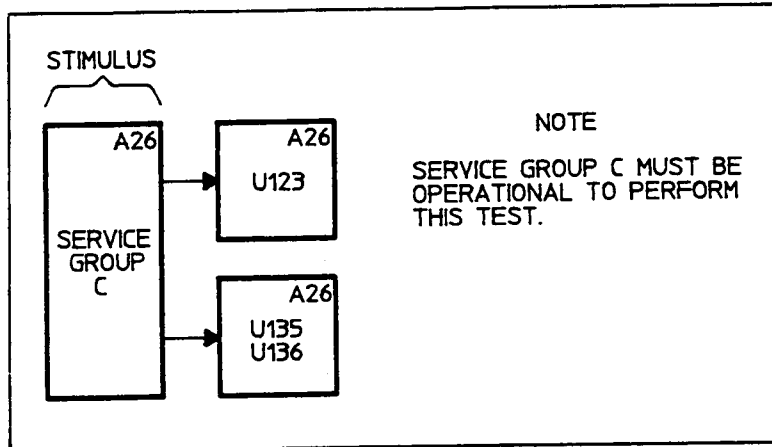 STIMULUS
A26
SERVICE
GROUP
C
A26
U123
A26
U135
U136
NOTE
SERVICE GROUP C MUST BE
OPERATIONAL TO PERFORM
THIS TEST.